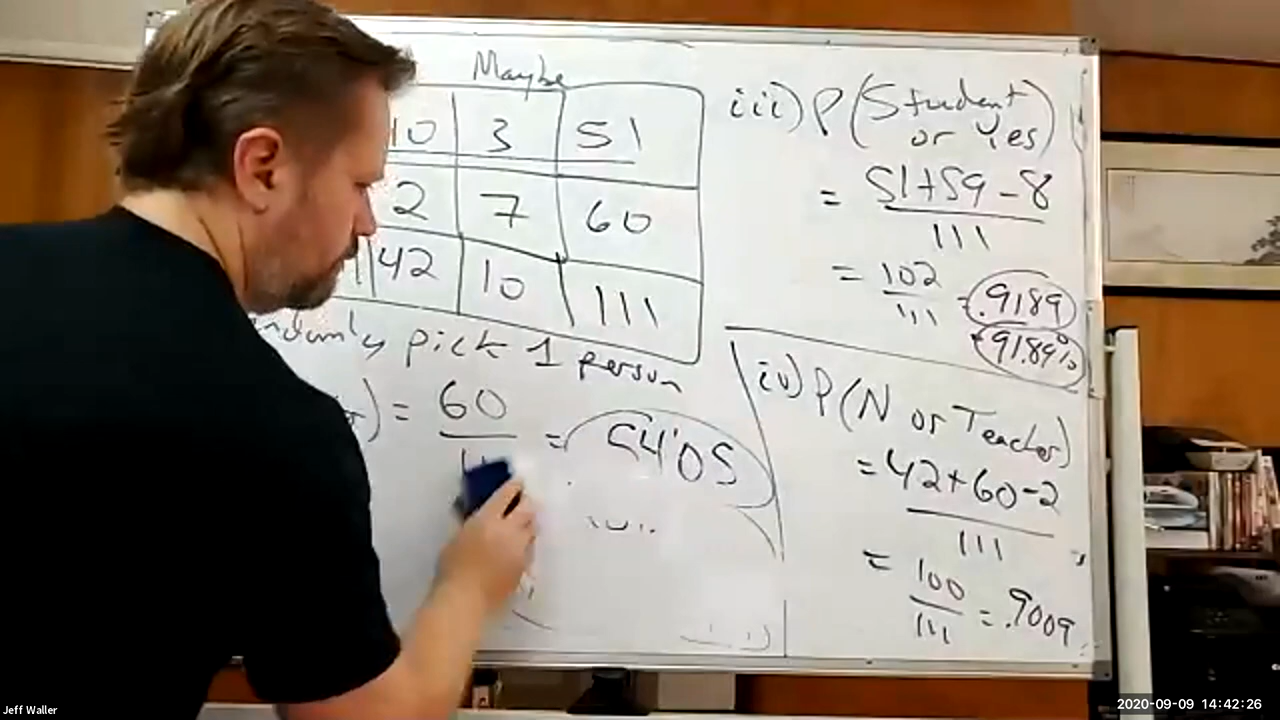 Maybe
10 3 51
2 7 60
42 10 111
pick 1 person
) = 60
= 54.05
iii) P(Student
or Yes)
= 51+59-8
111
= 102
111
= .9189
91.89%
iv) P(N or Teacher)
= 42+60-2
111
= 100
111
= .9009
Jeff Waller
2020-09-09 14:42:26